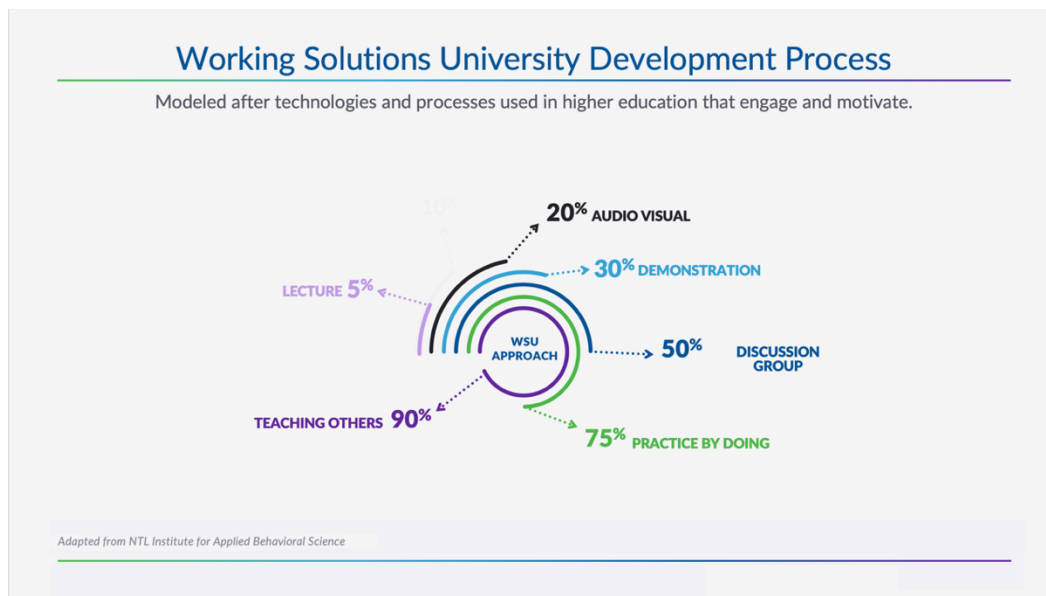 Working Solutions University Development Process
Modeled after technologies and processes used in higher education that engage and motivate.
10%
20% AUDIO VISUAL
30% DEMONSTRATION
LECTURE 5%
WSU
APPROACH
50% DISCUSSION
GROUP
TEACHING OTHERS 90%
75% PRACTICE BY DOING
Adapted from NTL Institute for Applied Behavioral Science